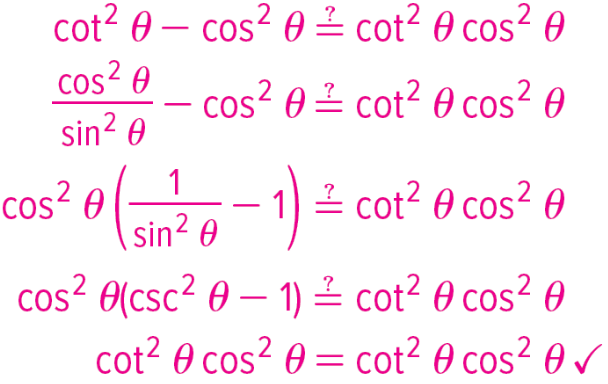 cot² θ − cos² θ ≟ cot² θ cos² θ
cos² θ / sin² θ − cos² θ ≟ cot² θ cos² θ
cos² θ (1 / sin² θ − 1) ≟ cot² θ cos² θ
cos² θ(csc² θ − 1) ≟ cot² θ cos² θ
cot² θ cos² θ = cot² θ cos² θ ✓